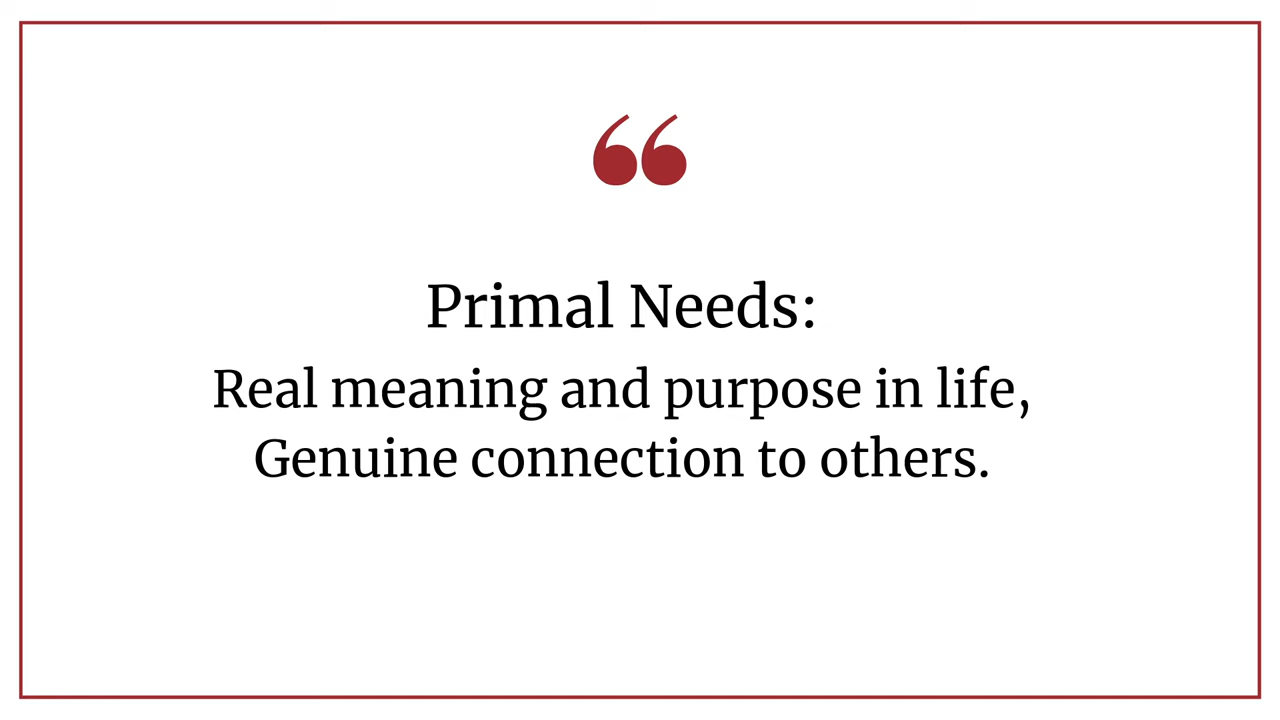 “
Primal Needs:
Real meaning and purpose in life,
Genuine connection to others.